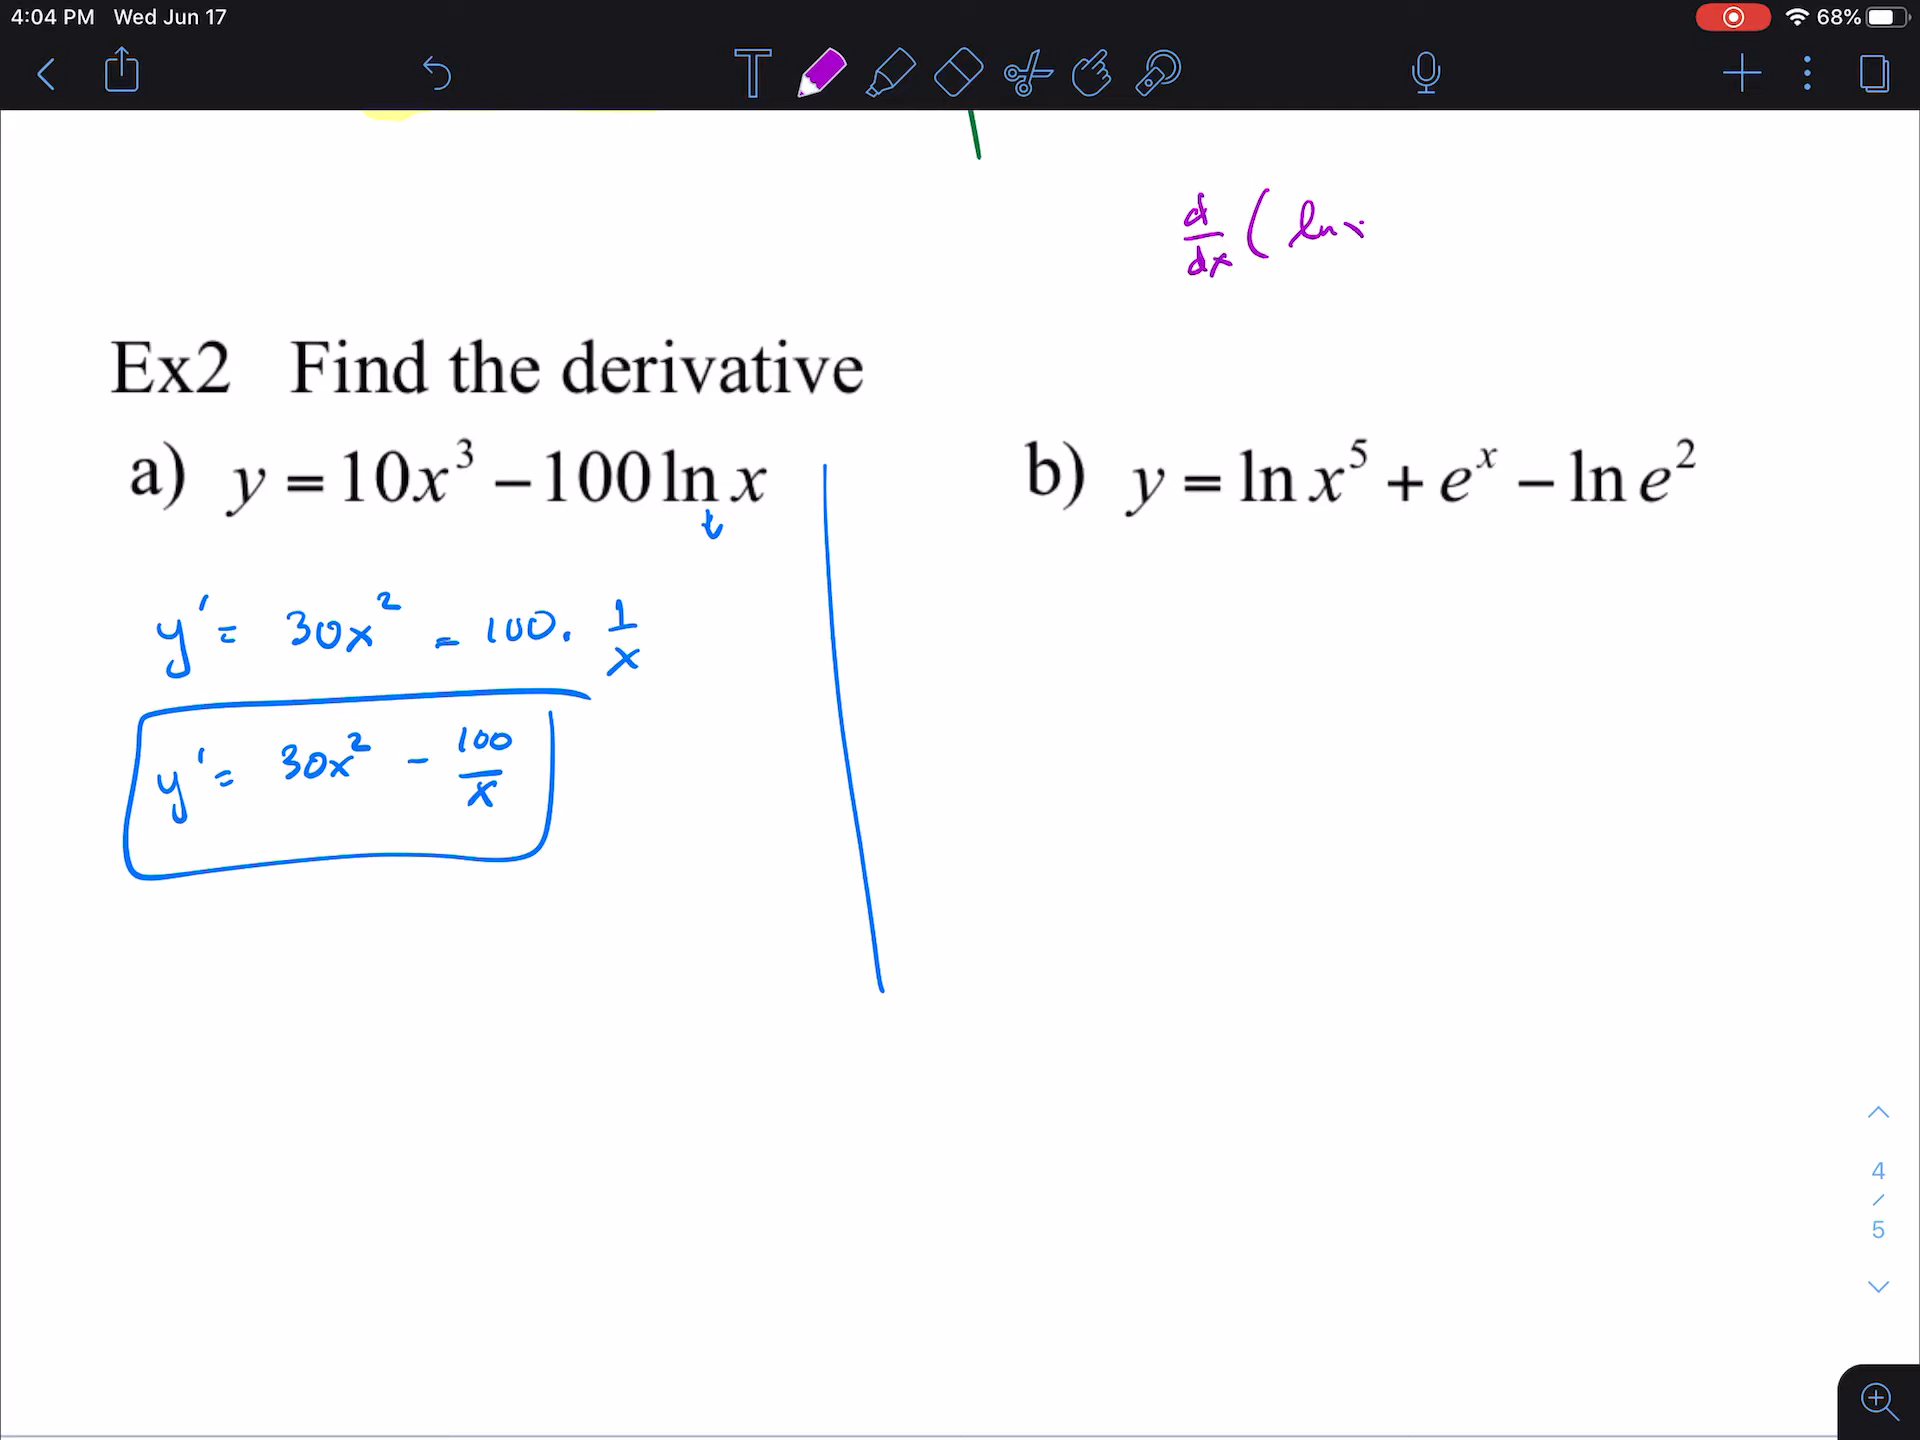 4:04 PM Wed Jun 17
68%
d/dx ( ln x
Ex2 Find the derivative
a) y = 10x³ − 100 ln x
b) y = ln x⁵ + eˣ − ln e²
y' = 30x² - 100 · 1/x
y' = 30x² - 100/x
4
/
5